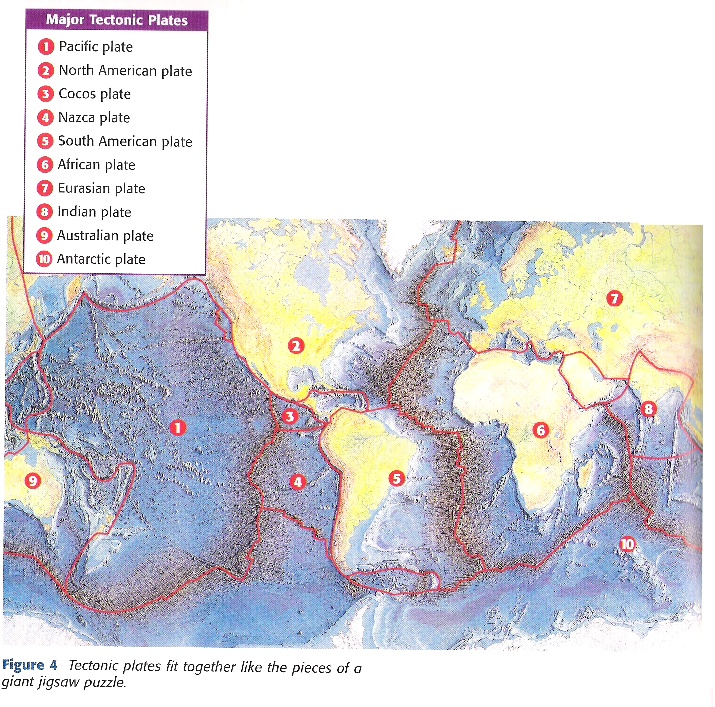 Major Tectonic Plates
1 Pacific plate
2 North American plate
3 Cocos plate
4 Nazca plate
5 South American plate
6 African plate
7 Eurasian plate
8 Indian plate
9 Australian plate
10 Antarctic plate
7
2
8
3
1
6
4
5
9
10
Figure 4 Tectonic plates fit together like the pieces of a
giant jigsaw puzzle.